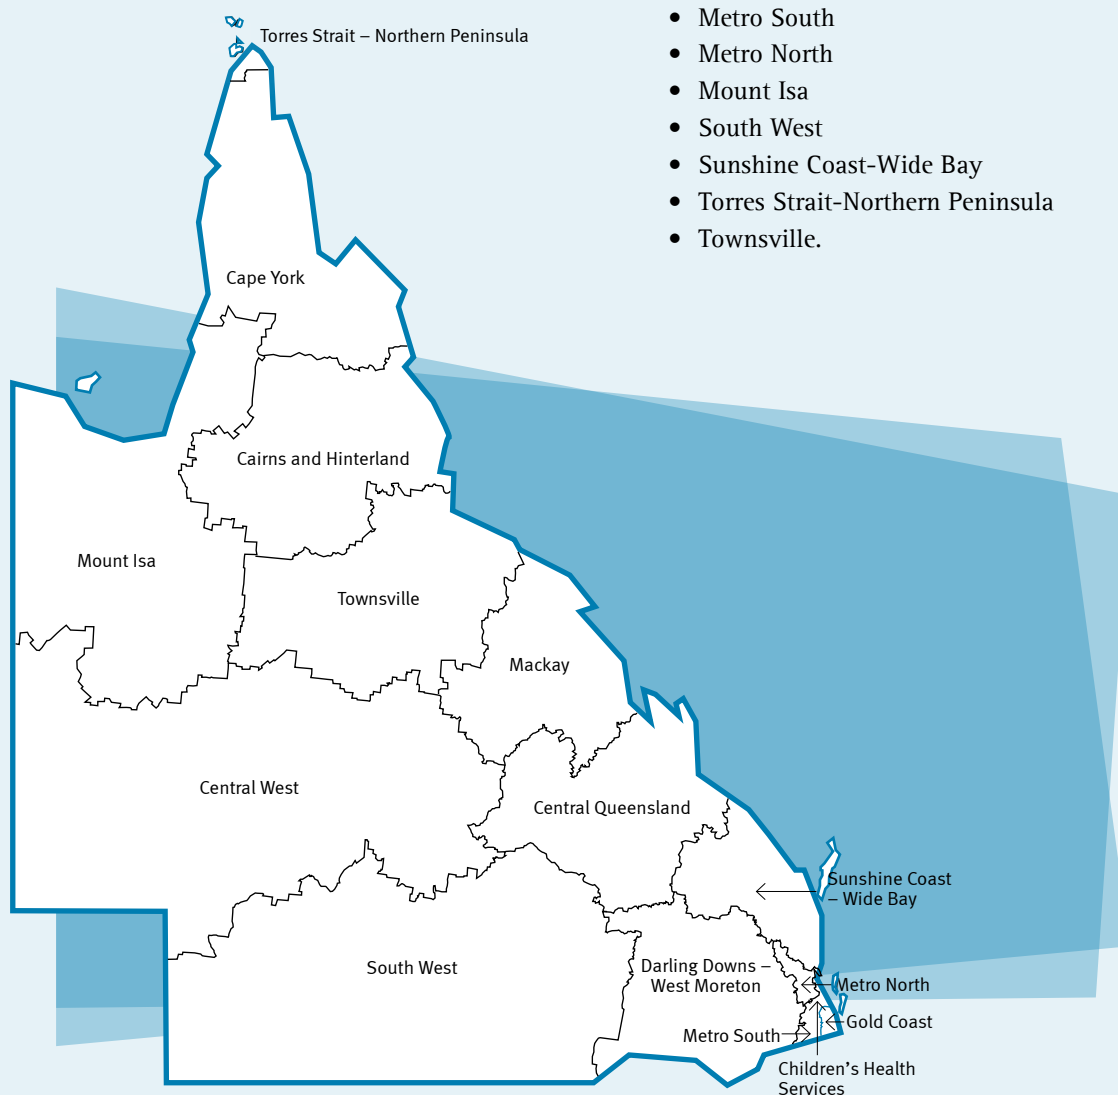 • Metro South
• Metro North
• Mount Isa
• South West
• Sunshine Coast-Wide Bay
• Torres Strait-Northern Peninsula
• Townsville.
Torres Strait – Northern Peninsula
Cape York
Cairns and Hinterland
Mount Isa
Townsville
Mackay
Central West
Central Queensland
Sunshine Coast
– Wide Bay
South West
Darling Downs –
West Moreton
Metro North
Gold Coast
Metro South
Children's Health
Services